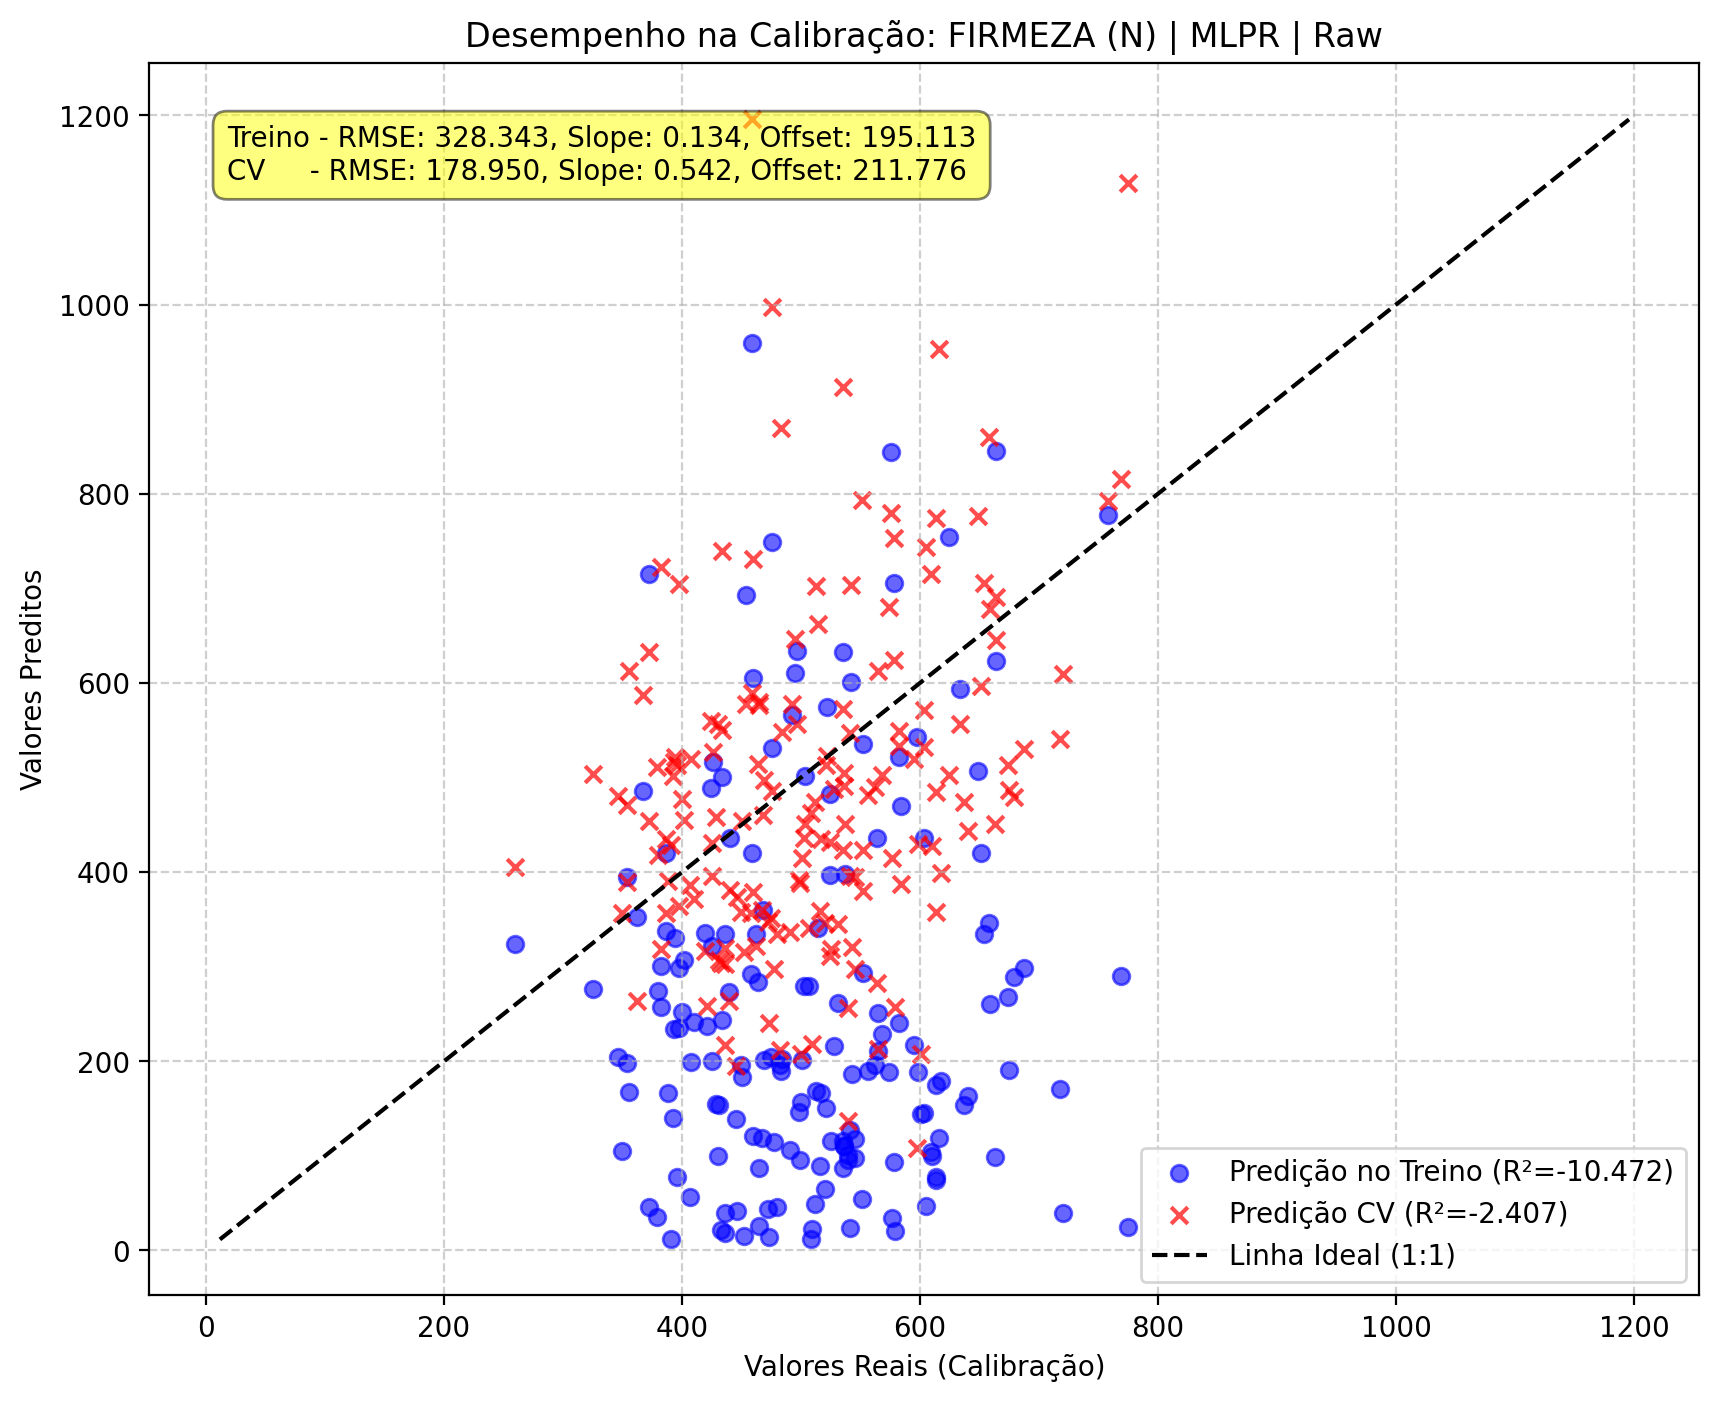 Desempenho na Calibração: FIRMEZA (N) | MLPR | Raw
Treino - RMSE: 328.343, Slope: 0.134, Offset: 195.113
CV - RMSE: 178.950, Slope: 0.542, Offset: 211.776
Valores Preditos
1200
1000
800
600
400
200
0
Predição no Treino (R²=-10.472)
Predição CV (R²=-2.407)
Linha Ideal (1:1)
0 200 400 600 800 1000 1200
Valores Reais (Calibração)